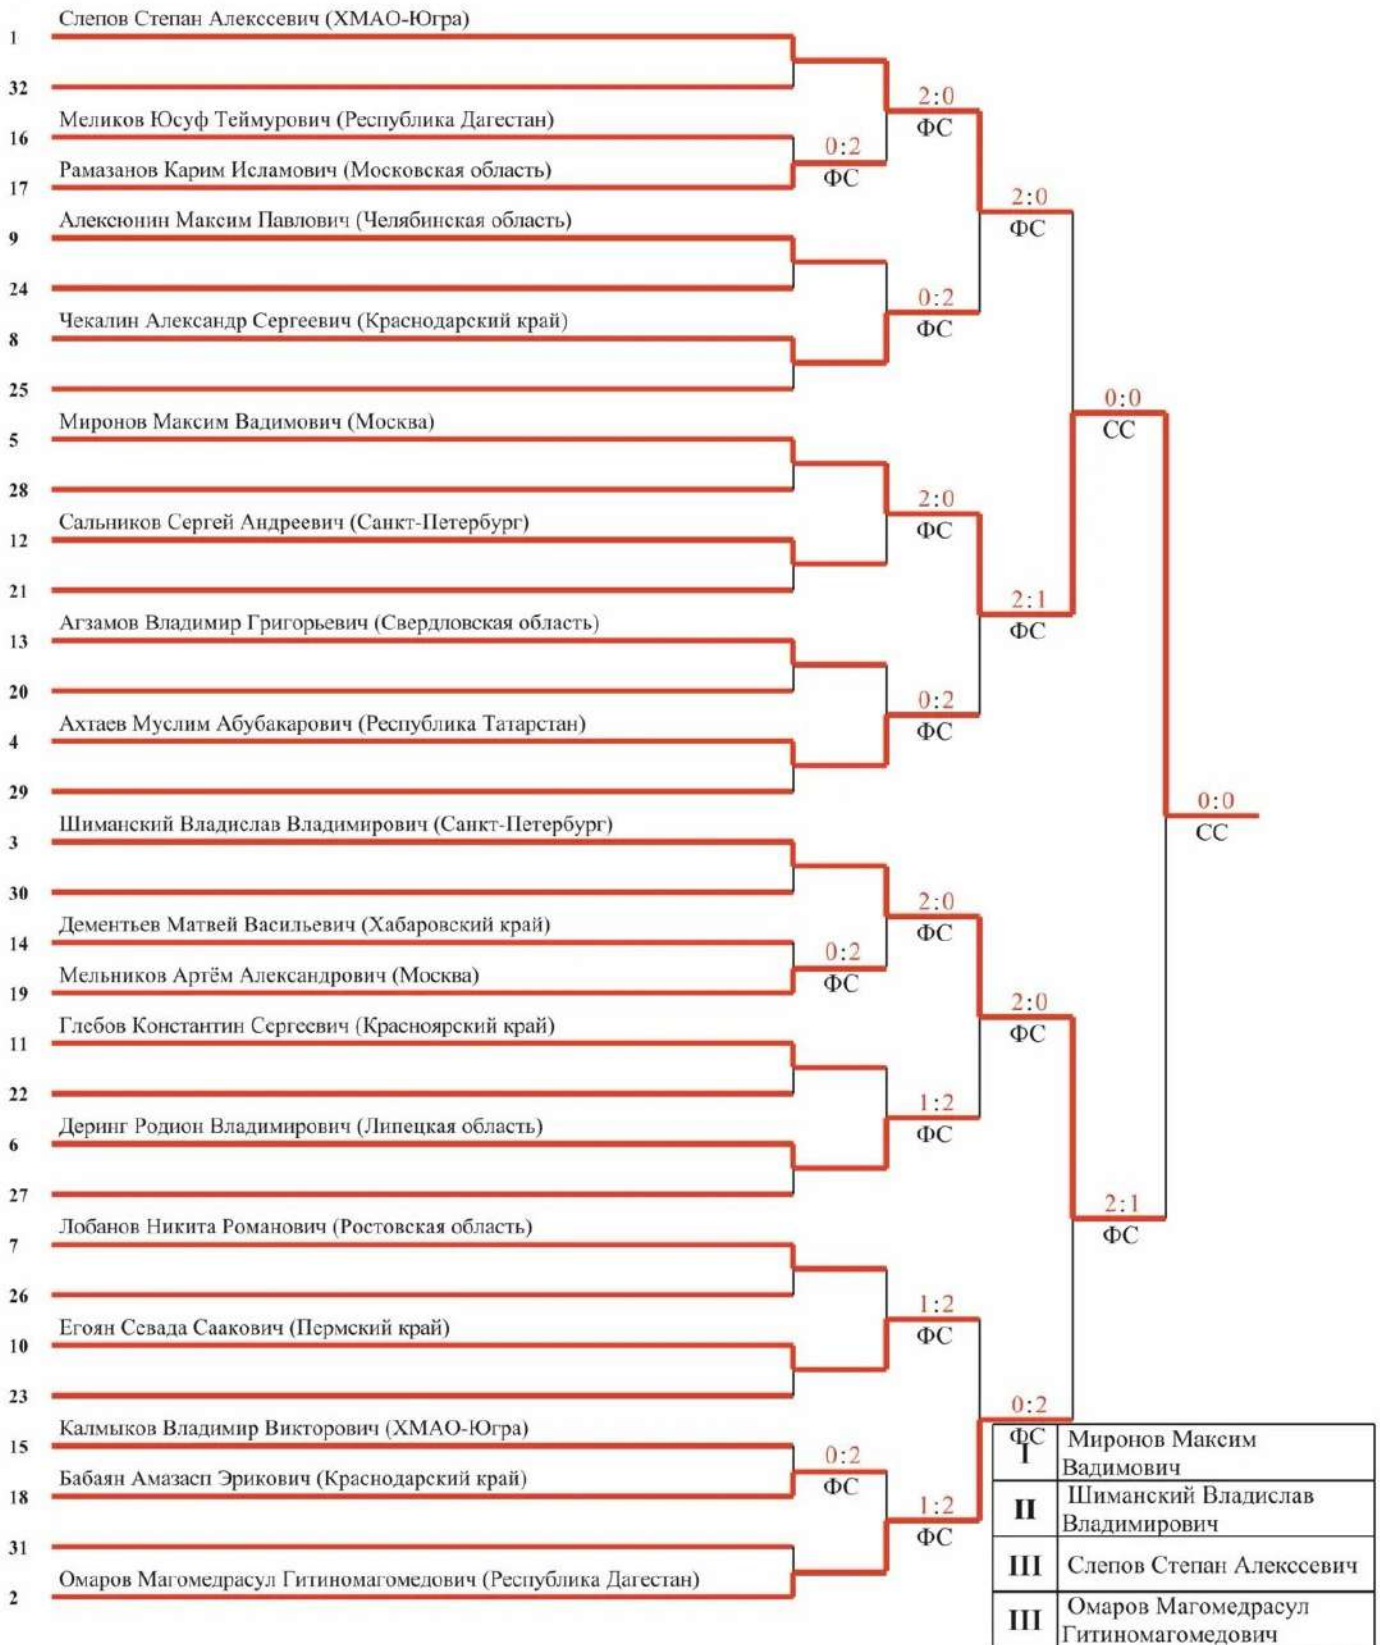 Слепов Степан Алекссевич (ХМАО-Югра)
1
32
2:0
ФС
Меликов Юсуф Теймурович (Республика Дагестан)
16
0:2
ФС
Рамазанов Карим Исламович (Московская область)
17
2:0
ФС
Алексюнин Максим Павлович (Челябинская область)
9
24
0:2
ФС
Чекалин Александр Сергеевич (Краснодарский край)
8
25
0:0
СС
Миронов Максим Вадимович (Москва)
5
28
2:0
ФС
Сальников Сергей Андреевич (Санкт-Петербург)
12
21
2:1
ФС
Агзамов Владимир Григорьевич (Свердловская область)
13
20
0:2
ФС
Ахтаев Муслим Абубакарович (Республика Татарстан)
4
29
0:0
СС
Шиманский Владислав Владимирович (Санкт-Петербург)
3
30
2:0
ФС
Дементьев Матвей Васильевич (Хабаровский край)
14
0:2
ФС
Мельников Артём Александрович (Москва)
19
2:0
ФС
Глебов Константин Сергеевич (Красноярский край)
11
22
1:2
ФС
Деринг Родион Владимирович (Липецкая область)
6
27
2:1
ФС
Лобанов Никита Романович (Ростовская область)
7
26
1:2
ФС
Егоян Севада Саакович (Пермский край)
10
23
0:2
ФС
Калмыков Владимир Викторович (ХМАО-Югра)
15
0:2
ФС
Бабаян Амазасп Эрикович (Краснодарский край)
18
1:2
ФС
31
Омаров Магомедрасул Гитиномагомедович (Республика Дагестан)
2
I
Миронов Максим
Вадимович
II
Шиманский Владислав
Владимирович
III
Слепов Степан Алекссевич
III
Омаров Магомедрасул
Гитиномагомедович